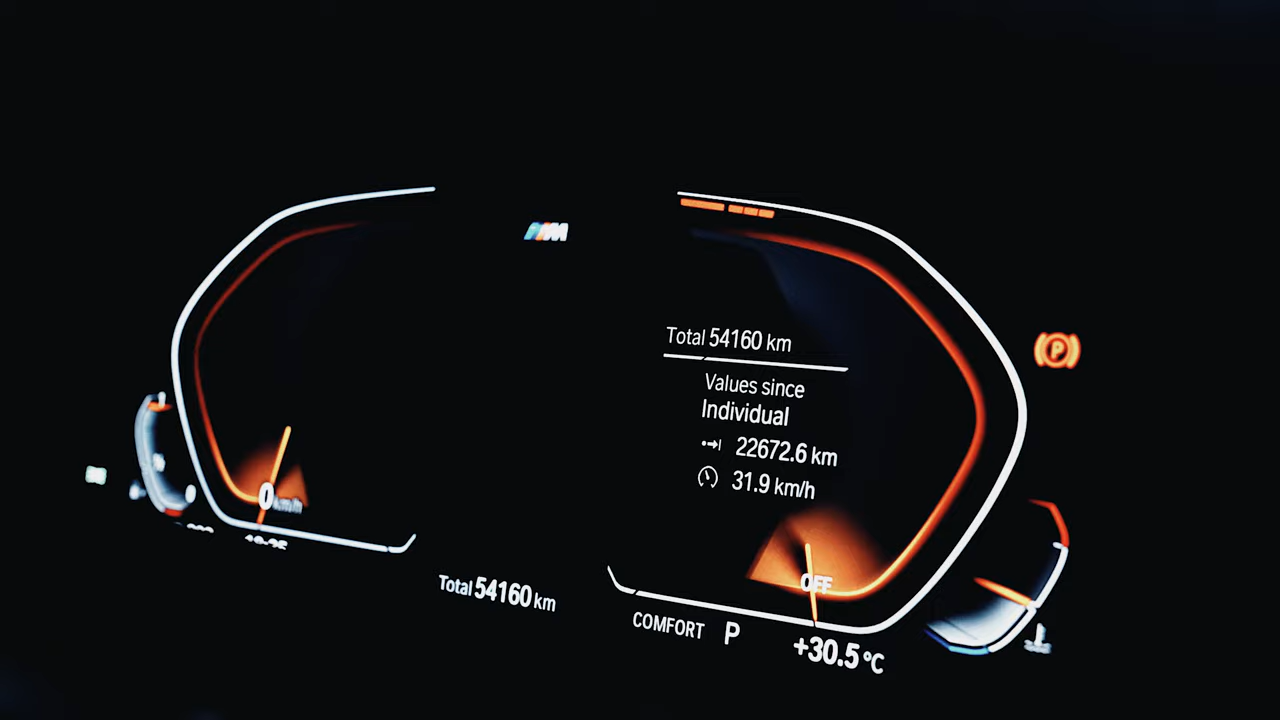 Total 54160 km
Values since
Individual
22672.6 km
31.9 km/h
0 km/h
OFF
Total 54160 km
COMFORT P
+30.5 °C
P
M